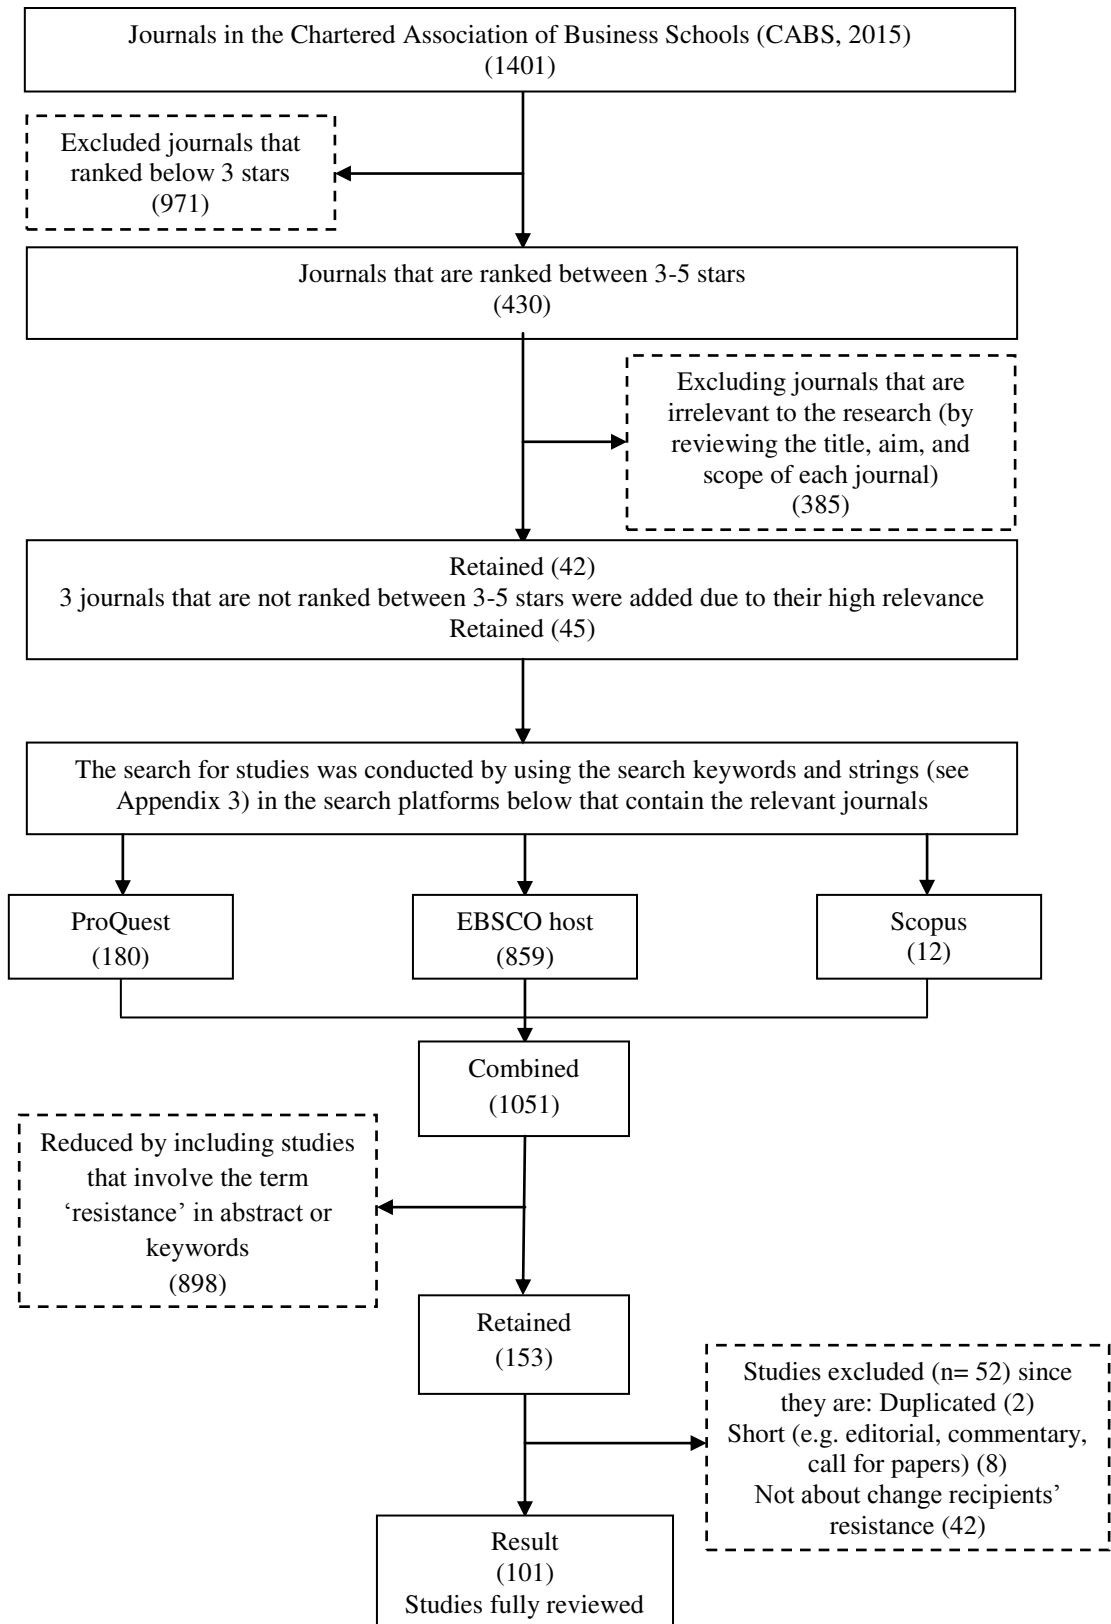 Journals in the Chartered Association of Business Schools (CABS, 2015)
(1401)
Excluded journals that
ranked below 3 stars
(971)
Journals that are ranked between 3-5 stars
(430)
Excluding journals that are
irrelevant to the research (by
reviewing the title, aim, and
scope of each journal)
(385)
Retained (42)
3 journals that are not ranked between 3-5 stars were added due to their high relevance
Retained (45)
The search for studies was conducted by using the search keywords and strings (see
Appendix 3) in the search platforms below that contain the relevant journals
ProQuest
(180)
EBSCO host
(859)
Scopus
(12)
Combined
(1051)
Reduced by including studies
that involve the term
‘resistance’ in abstract or
keywords
(898)
Retained
(153)
Studies excluded (n= 52) since
they are: Duplicated (2)
Short (e.g. editorial, commentary,
call for papers) (8)
Not about change recipients’
resistance (42)
Result
(101)
Studies fully reviewed